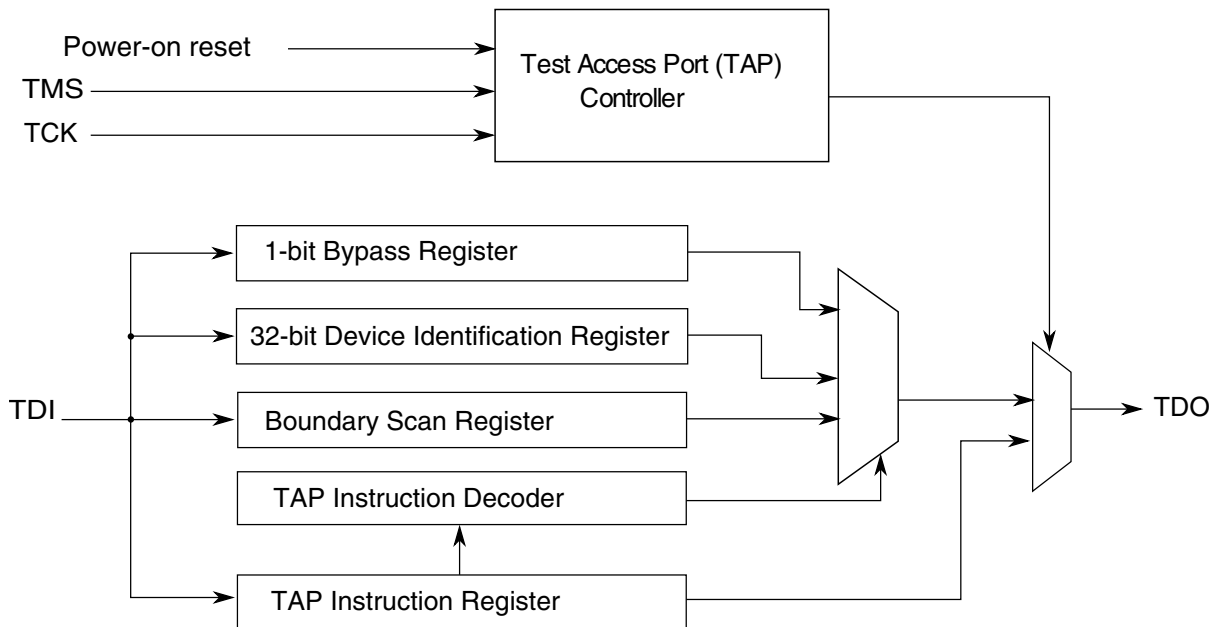 Power-on reset
TMS
TCK
Test Access Port (TAP)
Controller
1-bit Bypass Register
32-bit Device Identification Register
TDI
Boundary Scan Register
TDO
TAP Instruction Decoder
TAP Instruction Register